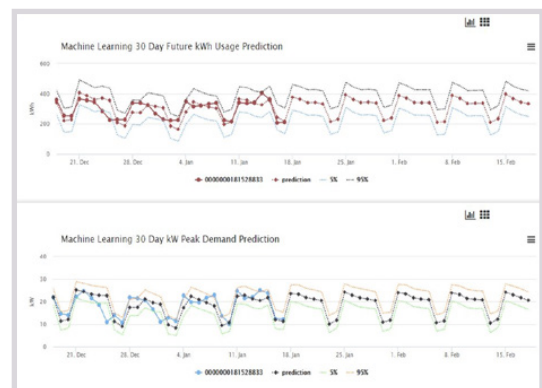 Machine Learning 30 Day Future kWh Usage Prediction
600
400
200
0
kWh
21. Dec
28. Dec
4. Jan
11. Jan
18. Jan
25. Jan
1. Feb
8. Feb
15. Feb
0000000181528833 prediction 5% 95%
Machine Learning 30 Day kW Peak Demand Prediction
40
30
20
10
0
kW
21. Dec
28. Dec
4. Jan
11. Jan
18. Jan
25. Jan
1. Feb
8. Feb
15. Feb
0000000181528833 prediction 5% 95%